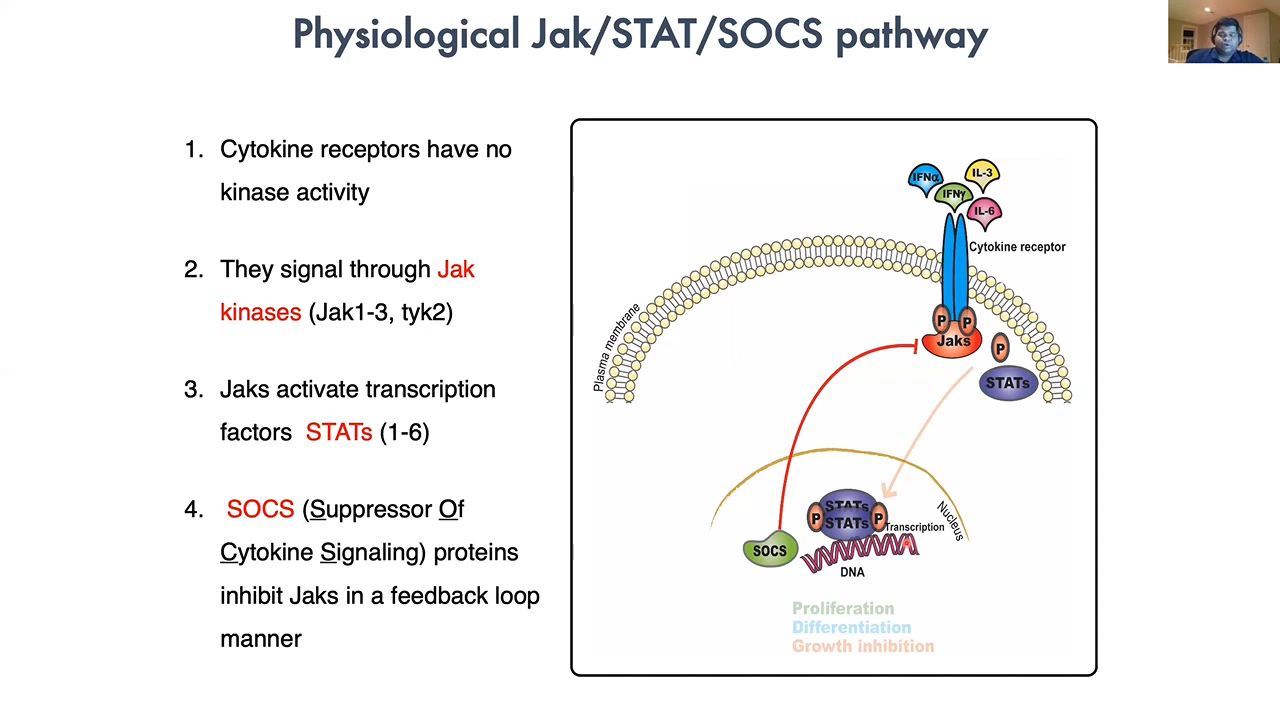 Physiological Jak/STAT/SOCS pathway
1. Cytokine receptors have no
kinase activity
2. They signal through Jak
kinases (Jak1-3, tyk2)
3. Jaks activate transcription
factors STATs (1-6)
4. SOCS (Suppressor Of
Cytokine Signaling) proteins
inhibit Jaks in a feedback loop
manner
IFNα
IL-3
IFNγ
IL-6
Cytokine receptor
Plasma membrane
P
P
Jaks
P
STATs
Nucleus
STATs
P
STATs
P
Transcription
SOCS
DNA
Proliferation
Differentiation
Growth inhibition